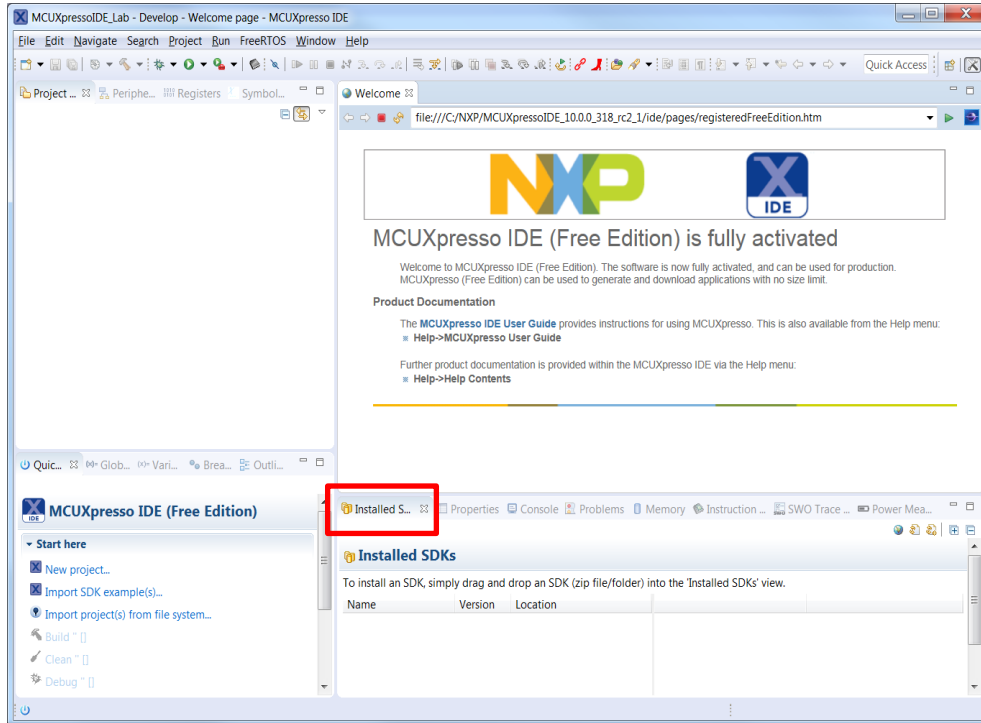 MCUXpressoIDE_Lab - Develop - Welcome page - MCUXpresso IDE
File Edit Navigate Search Project Run FreeRTOS Window Help
Quick Access
Project ... Periphe... Registers Symbol...
Welcome
file:///C:/NXP/MCUXpressoIDE_10.0.0_318_rc2_1/ide/pages/registeredFreeEdition.htm
NXP
X
IDE
MCUXpresso IDE (Free Edition) is fully activated
Welcome to MCUXpresso IDE (Free Edition). The software is now fully activated, and can be used for production.
MCUXpresso (Free Edition) can be used to generate and download applications with no size limit.
Product Documentation
The MCUXpresso IDE User Guide provides instructions for using MCUXpresso. This is also available from the Help menu:
Help->MCUXpresso User Guide
Further product documentation is provided within the MCUXpresso IDE via the Help menu:
Help->Help Contents
Quic... Glob... Vari... Brea... Outli...
X
IDE
MCUXpresso IDE (Free Edition)
Start here
New project...
Import SDK example(s)...
Import project(s) from file system...
Build '' []
Clean '' []
Debug '' []
Installed S... Properties Console Problems Memory Instruction ... SWO Trace ... Power Mea...
Installed SDKs
To install an SDK, simply drag and drop an SDK (zip file/folder) into the 'Installed SDKs' view.
Name Version Location